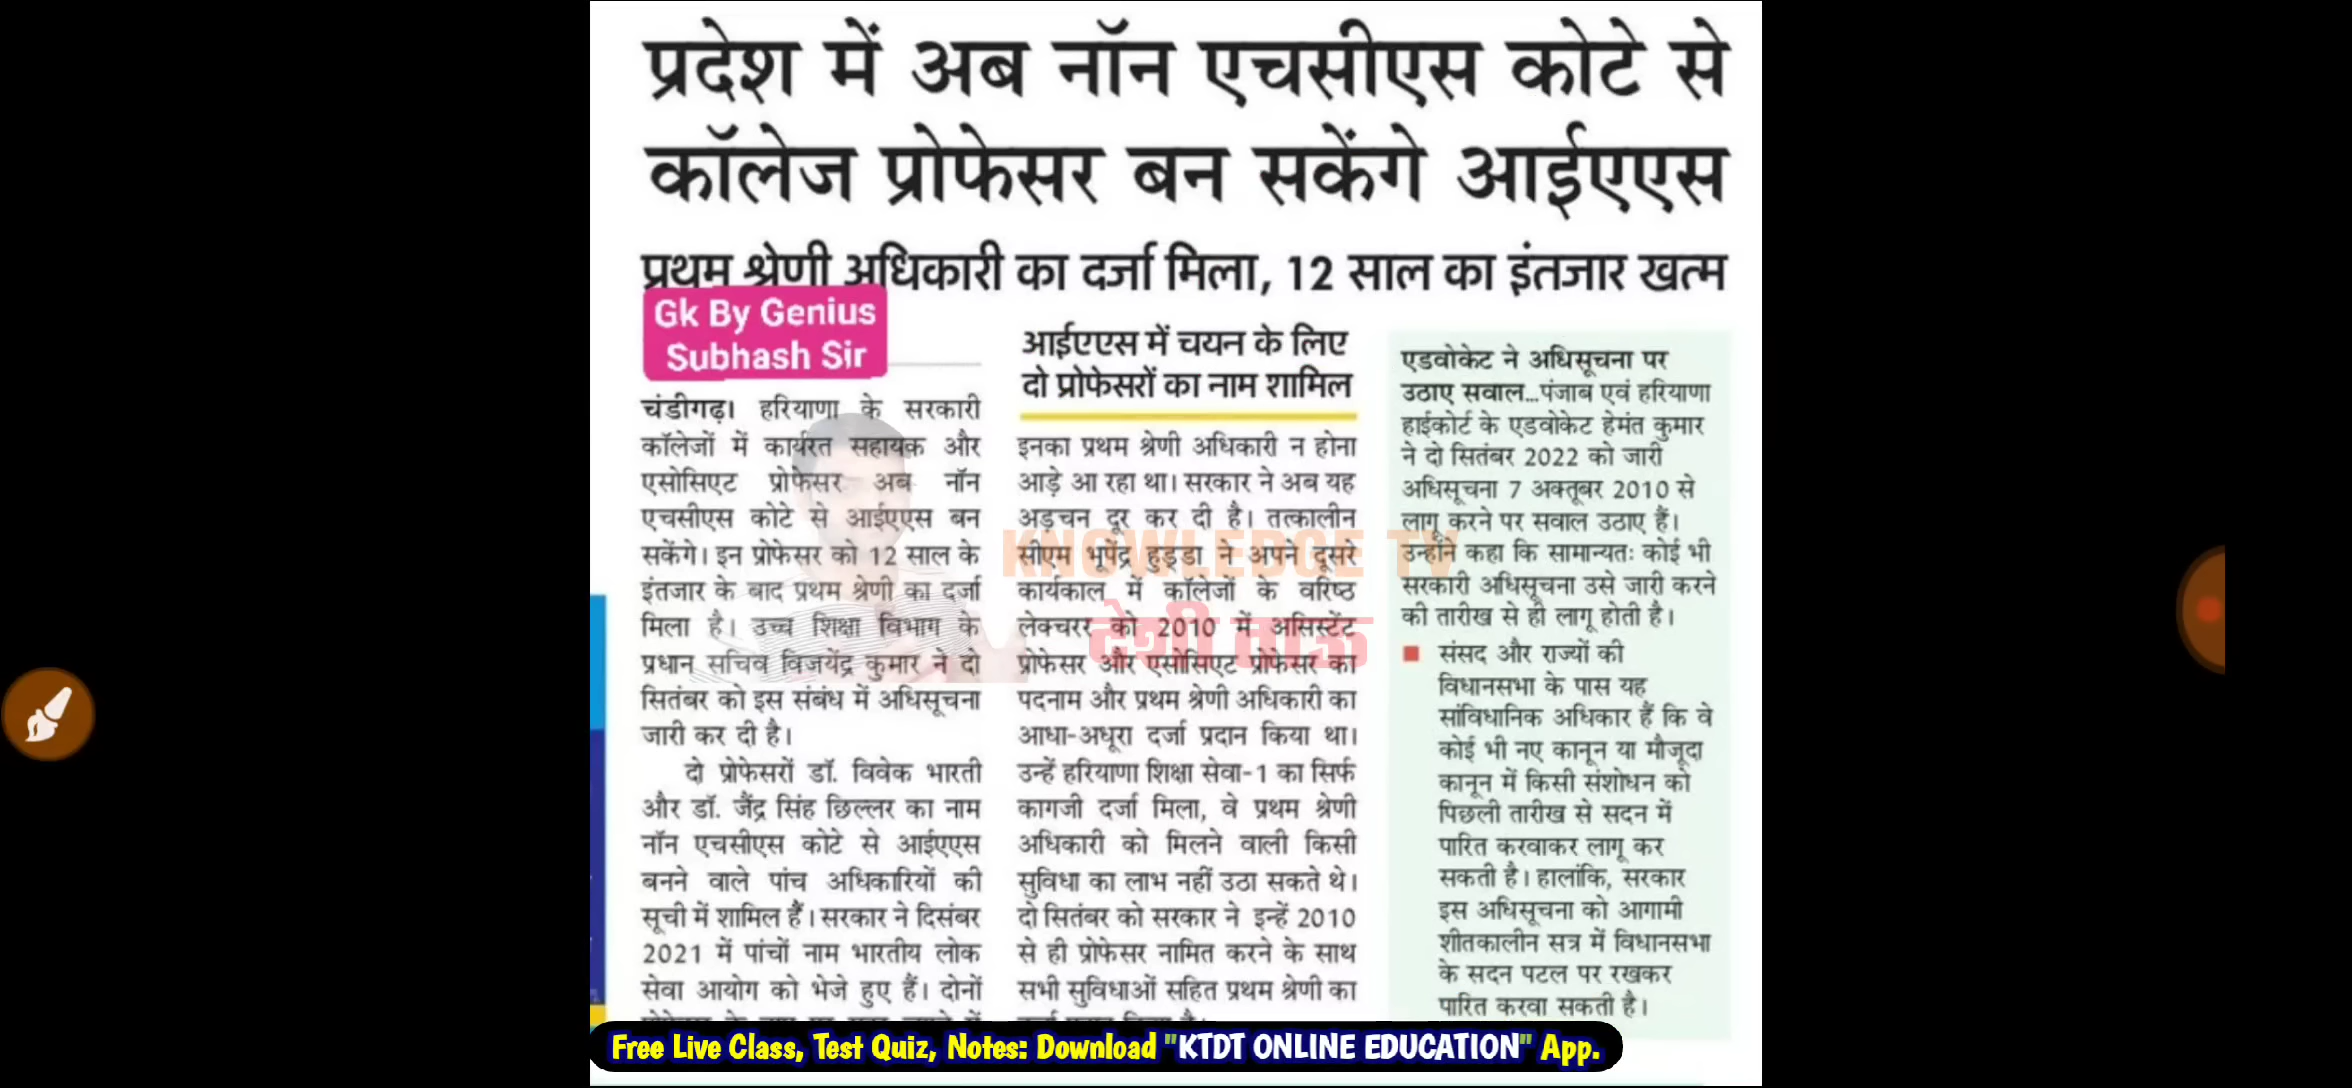 प्रदेश में अब नॉन एचसीएस कोटे से
कॉलेज प्रोफेसर बन सकेंगे आईएएस
प्रथम श्रेणी अधिकारी का दर्जा मिला, 12 साल का इंतजार खत्म
Gk By Genius
Subhash Sir
चंडीगढ़। हरियाणा के सरकारी
कॉलेजों में कार्यरत सहायक और
एसोसिएट प्रोफेसर अब नॉन
एचसीएस कोटे से आईएएस बन
सकेंगे। इन प्रोफेसर को 12 साल के
इंतजार के बाद प्रथम श्रेणी का दर्जा
मिला है। उच्च शिक्षा विभाग के
प्रधान सचिव विजयेंद्र कुमार ने दो
सितंबर को इस संबंध में अधिसूचना
जारी कर दी है।
दो प्रोफेसरों डॉ. विवेक भारती
और डॉ. जैंद्र सिंह छिल्लर का नाम
नॉन एचसीएस कोटे से आईएएस
बनने वाले पांच अधिकारियों की
सूची में शामिल हैं। सरकार ने दिसंबर
2021 में पांचों नाम भारतीय लोक
सेवा आयोग को भेजे हुए हैं। दोनों
आईएएस में चयन के लिए
दो प्रोफेसरों का नाम शामिल
इनका प्रथम श्रेणी अधिकारी न होना
आड़े आ रहा था। सरकार ने अब यह
अड़चन दूर कर दी है। तत्कालीन
सीएम भूपेंद्र हुड्डा ने अपने दूसरे
कार्यकाल में कॉलेजों के वरिष्ठ
लेक्चरर को 2010 में असिस्टेंट
प्रोफेसर और एसोसिएट प्रोफेसर का
पदनाम और प्रथम श्रेणी अधिकारी का
आधा-अधूरा दर्जा प्रदान किया था।
उन्हें हरियाणा शिक्षा सेवा-1 का सिर्फ
कागजी दर्जा मिला, वे प्रथम श्रेणी
अधिकारी को मिलने वाली किसी
सुविधा का लाभ नहीं उठा सकते थे।
दो सितंबर को सरकार ने इन्हें 2010
से ही प्रोफेसर नामित करने के साथ
सभी सुविधाओं सहित प्रथम श्रेणी का
एडवोकेट ने अधिसूचना पर
उठाए सवाल...पंजाब एवं हरियाणा
हाईकोर्ट के एडवोकेट हेमंत कुमार
ने दो सितंबर 2022 को जारी
अधिसूचना 7 अक्तूबर 2010 से
लागू करने पर सवाल उठाए हैं।
उन्होंने कहा कि सामान्यतः कोई भी
सरकारी अधिसूचना उसे जारी करने
की तारीख से ही लागू होती है।
संसद और राज्यों की
विधानसभा के पास यह
सांविधानिक अधिकार हैं कि वे
कोई भी नए कानून या मौजूदा
कानून में किसी संशोधन को
पिछली तारीख से सदन में
पारित करवाकर लागू कर
सकती है। हालांकि, सरकार
इस अधिसूचना को आगामी
शीतकालीन सत्र में विधानसभा
के सदन पटल पर रखकर
पारित करवा सकती है।
KNOWLEDGE TV
देशी ताऊ
Free Live Class, Test Quiz, Notes: Download "KTDT ONLINE EDUCATION" App.